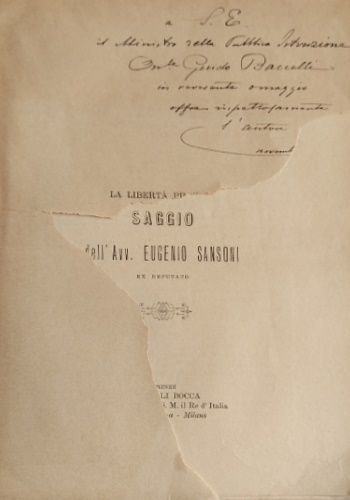 a S. E.
il Ministro della Pubblica Istruzione
On.le Guido Baccelli
in reverente omaggio
offre rispettosamente
l'autore
LA LIBERTÀ
SAGGIO
dell'Avv. EUGENIO SANSONI
EX DEPUTATO
LI BOCCA
M. il Re d'Italia
a - Milano